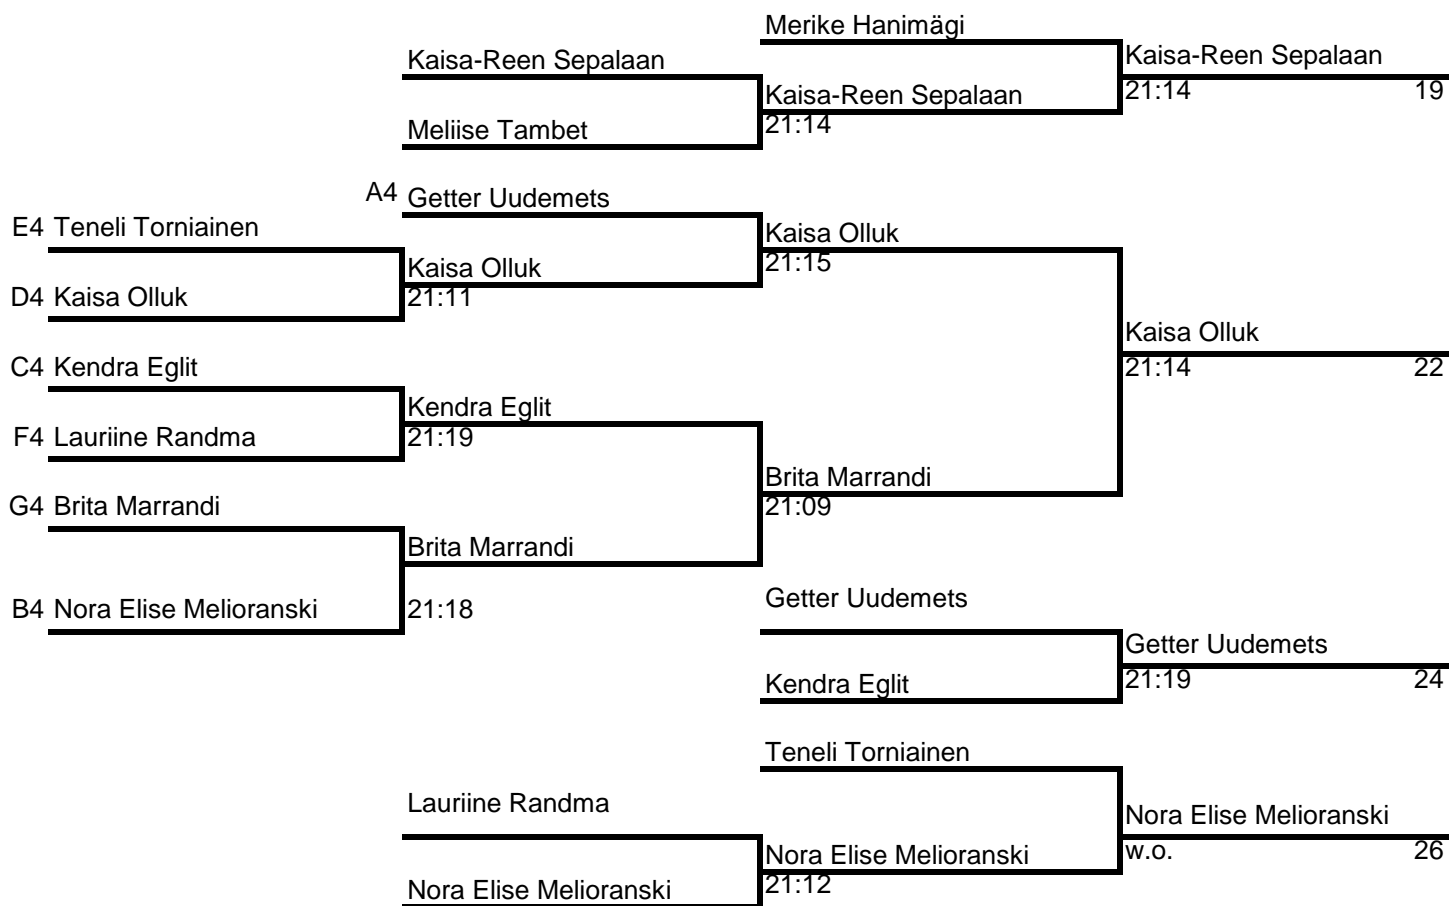 Merike Hanimägi
Kaisa-Reen Sepalaan
Kaisa-Reen Sepalaan
Kaisa-Reen Sepalaan
21:14 19
Meliise Tambet
21:14
A4 Getter Uudemets
E4 Teneli Torniainen
Kaisa Olluk
21:15
Kaisa Olluk
D4 Kaisa Olluk
21:11
Kaisa Olluk
21:14 22
C4 Kendra Eglit
Kendra Eglit
F4 Lauriine Randma
21:19
Brita Marrandi
21:09
G4 Brita Marrandi
Brita Marrandi
B4 Nora Elise Melioranski
21:18
Getter Uudemets
Getter Uudemets
21:19 24
Kendra Eglit
Teneli Torniainen
Lauriine Randma
Nora Elise Melioranski
w.o. 26
Nora Elise Melioranski
21:12
Nora Elise Melioranski